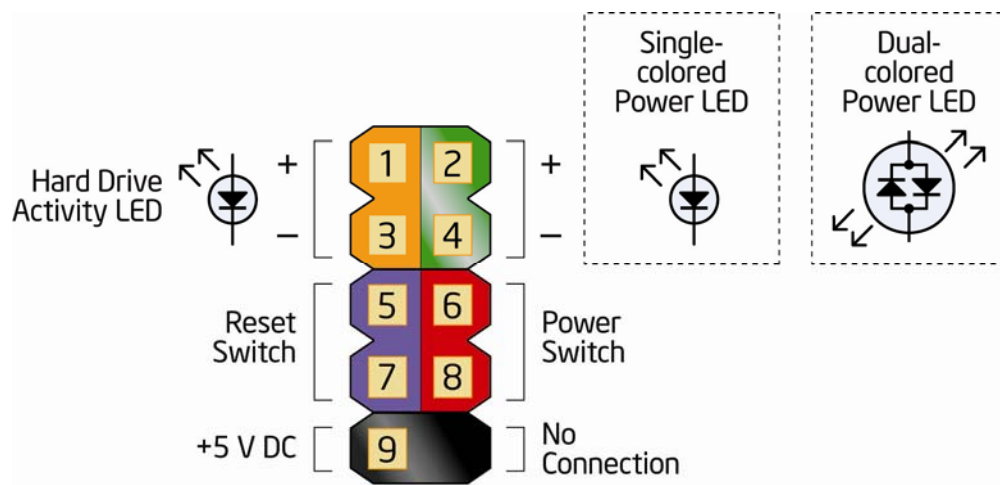 Single-
colored
Power LED
Dual-
colored
Power LED
Hard Drive
Activity LED
+
1
2
+
−
3
4
−
Reset
Switch
5
6
7
8
Power
Switch
+5 V DC
9
No
Connection